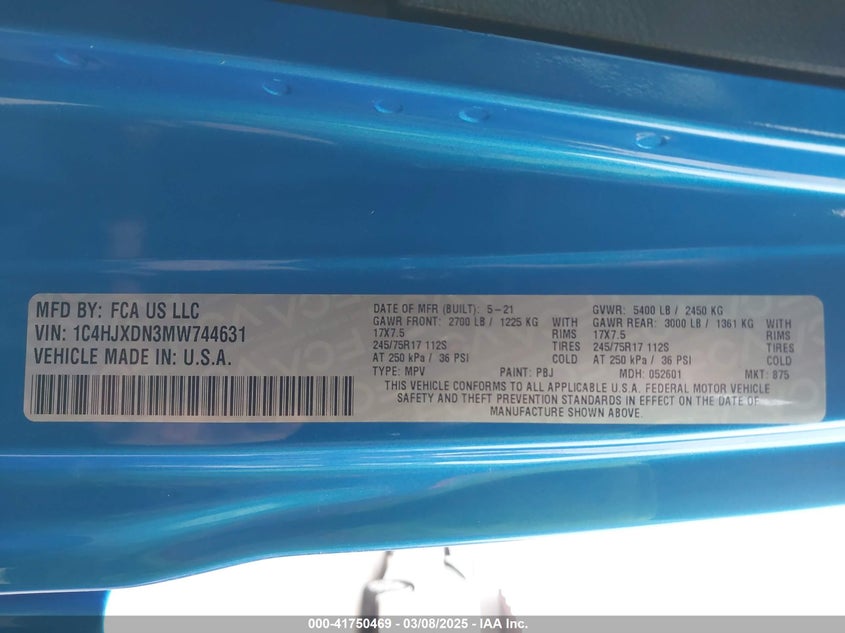 MFD BY: FCA US LLC
VIN: 1C4HJXDN3MW744631
VEHICLE MADE IN: U.S.A.
DATE OF MFR (BUILT): 5-21
GVWR: 5400 LB / 2450 KG
GAWR FRONT: 2700 LB / 1225 KG
GAWR REAR: 3000 LB / 1361 KG
17X7.5 RIMS 17X7.5 RIMS
245/75R17 112S TIRES 245/75R17 112S TIRES
AT 250 kPa / 36 PSI COLD AT 250 kPa / 36 PSI COLD
TYPE: MPV PAINT: PBJ MDH: 052601 MKT: 875
THIS VEHICLE CONFORMS TO ALL APPLICABLE U.S.A. FEDERAL MOTOR VEHICLE
SAFETY AND THEFT PREVENTION STANDARDS IN EFFECT ON THE DATE OF
MANUFACTURE SHOWN ABOVE.
000-41750469 - 03/08/2025 - IAA Inc.